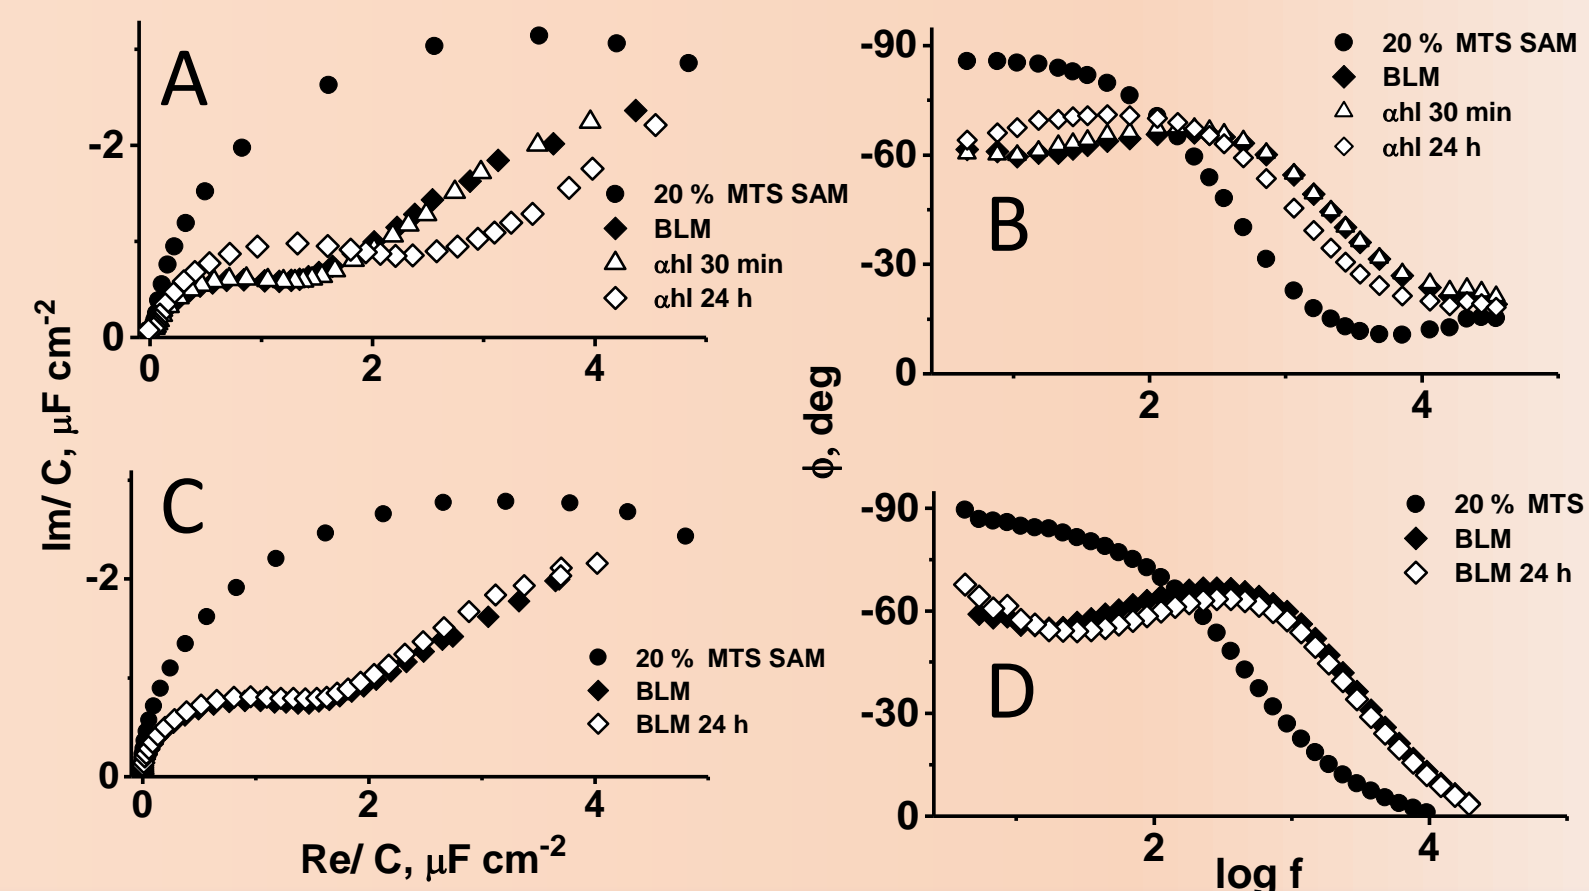 A
-2
0
0
2
4
20 % MTS SAM
BLM
αhl 30 min
αhl 24 h
B
-90
-60
-30
0
2
4
20 % MTS SAM
BLM
αhl 30 min
αhl 24 h
Im/ C, μF cm-2
ϕ, deg
C
-2
0
0
2
4
20 % MTS SAM
BLM
BLM 24 h
Re/ C, μF cm-2
D
-90
-60
-30
0
2
4
20 % MTS
BLM
BLM 24 h
log f